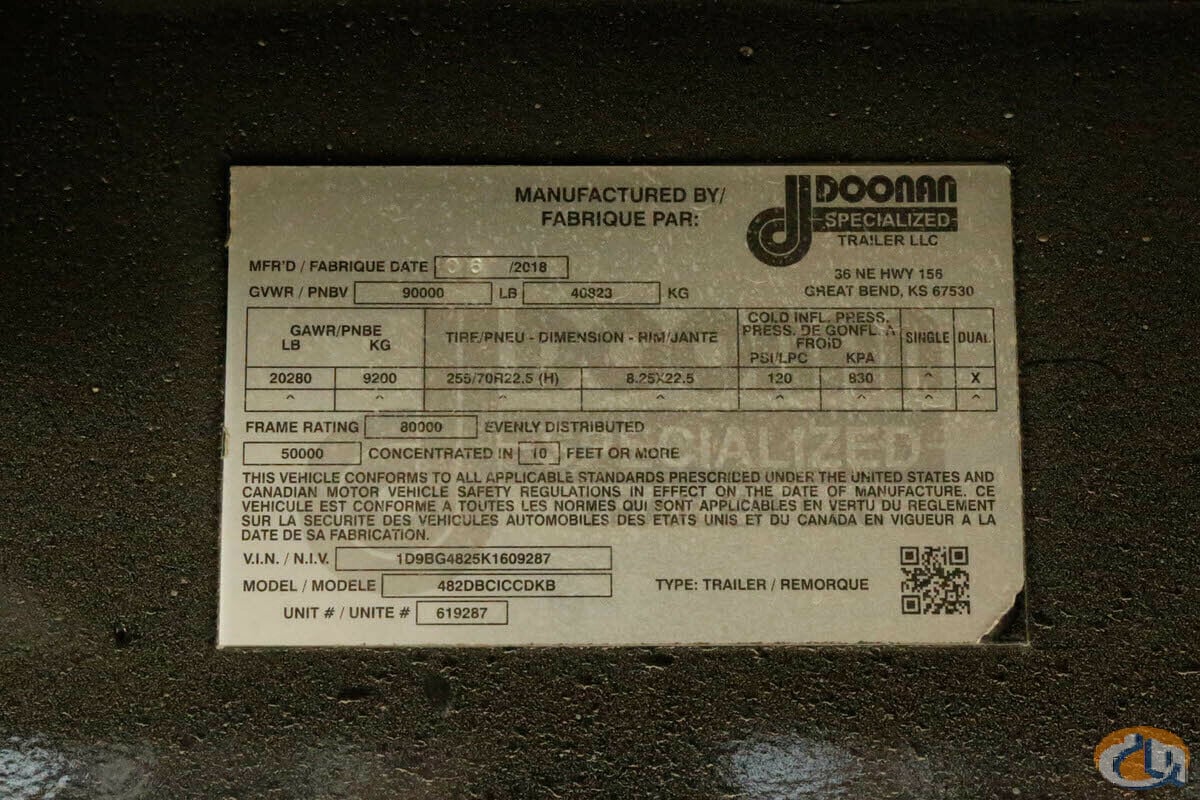 MANUFACTURED BY/
FABRIQUE PAR:
DOONAN
SPECIALIZED
TRAILER LLC
36 NE HWY 156
GREAT BEND, KS 67530
MFR'D / FABRIQUE DATE 06 /2018
GVWR / PNBV 90000 LB 40823 KG
GAWR/PNBE
LB KG
TIRE/PNEU - DIMENSION - RIM/JANTE
COLD INFL. PRESS.
PRESS. DE GONFL. A
FROID
PSI/LPC KPA
SINGLE DUAL
20280 9200 255/70R22.5 (H) 8.25X22.5 120 830 ^ X
^ ^ ^ ^ ^ ^ ^ ^
FRAME RATING 80000 EVENLY DISTRIBUTED
50000 CONCENTRATED IN 10 FEET OR MORE
THIS VEHICLE CONFORMS TO ALL APPLICABLE STANDARDS PRESCRIBED UNDER THE UNITED STATES AND
CANADIAN MOTOR VEHICLE SAFETY REGULATIONS IN EFFECT ON THE DATE OF MANUFACTURE. CE
VEHICULE EST CONFORME A TOUTES LES NORMES QUI SONT APPLICABLES EN VERTU DU REGLEMENT
SUR LA SECURITE DES VEHICULES AUTOMOBILES DES ETATS UNIS ET DU CANADA EN VIGUEUR A LA
DATE DE SA FABRICATION.
V.I.N. / N.I.V. 1D9BG4825K1609287
MODEL / MODELE 482DBCICCDKB
TYPE: TRAILER / REMORQUE
UNIT # / UNITE # 619287